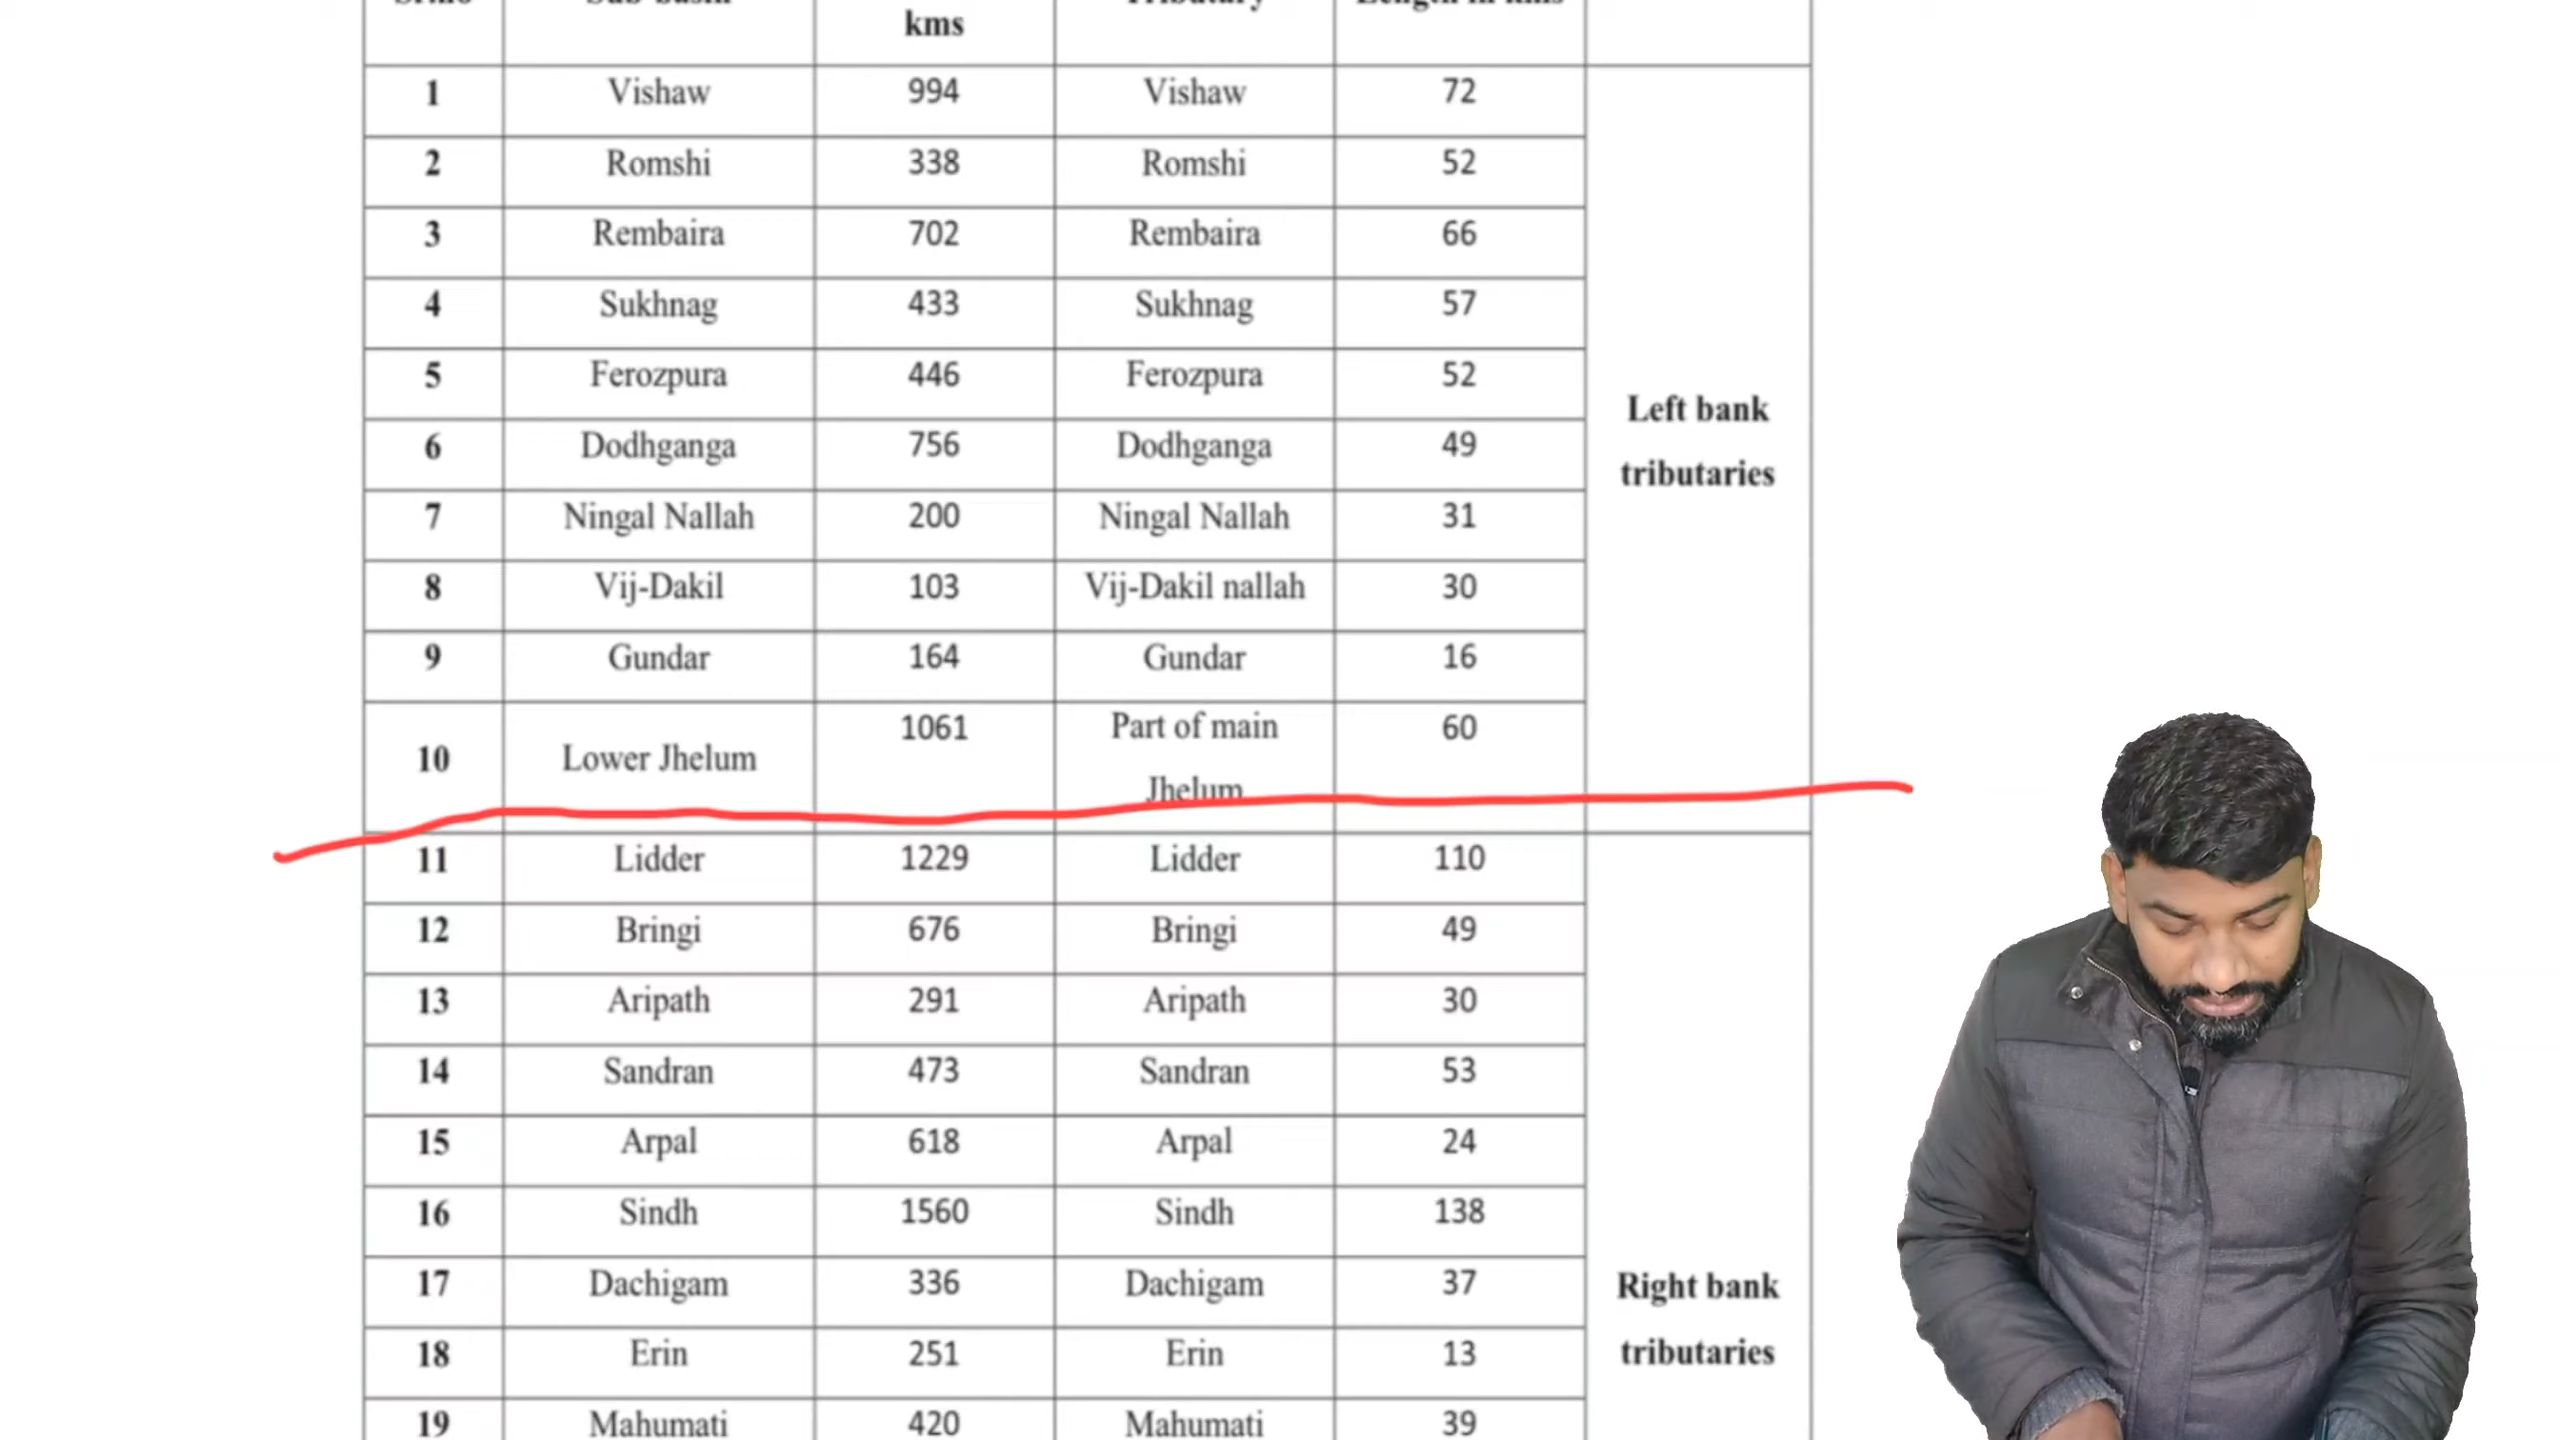 kms
1 Vishaw 994 Vishaw 72
2 Romshi 338 Romshi 52
3 Rembaira 702 Rembaira 66
4 Sukhnag 433 Sukhnag 57
5 Ferozpura 446 Ferozpura 52
Left bank
6 Dodhganga 756 Dodhganga 49
tributaries
7 Ningal Nallah 200 Ningal Nallah 31
8 Vij-Dakil 103 Vij-Dakil nallah 30
9 Gundar 164 Gundar 16
10 Lower Jhelum 1061 Part of main 60
Jhelum
11 Lidder 1229 Lidder 110
12 Bringi 676 Bringi 49
13 Aripath 291 Aripath 30
14 Sandran 473 Sandran 53
15 Arpal 618 Arpal 24
16 Sindh 1560 Sindh 138
17 Dachigam 336 Dachigam 37
Right bank
18 Erin 251 Erin 13
tributaries
19 Mahumati 420 Mahumati 39